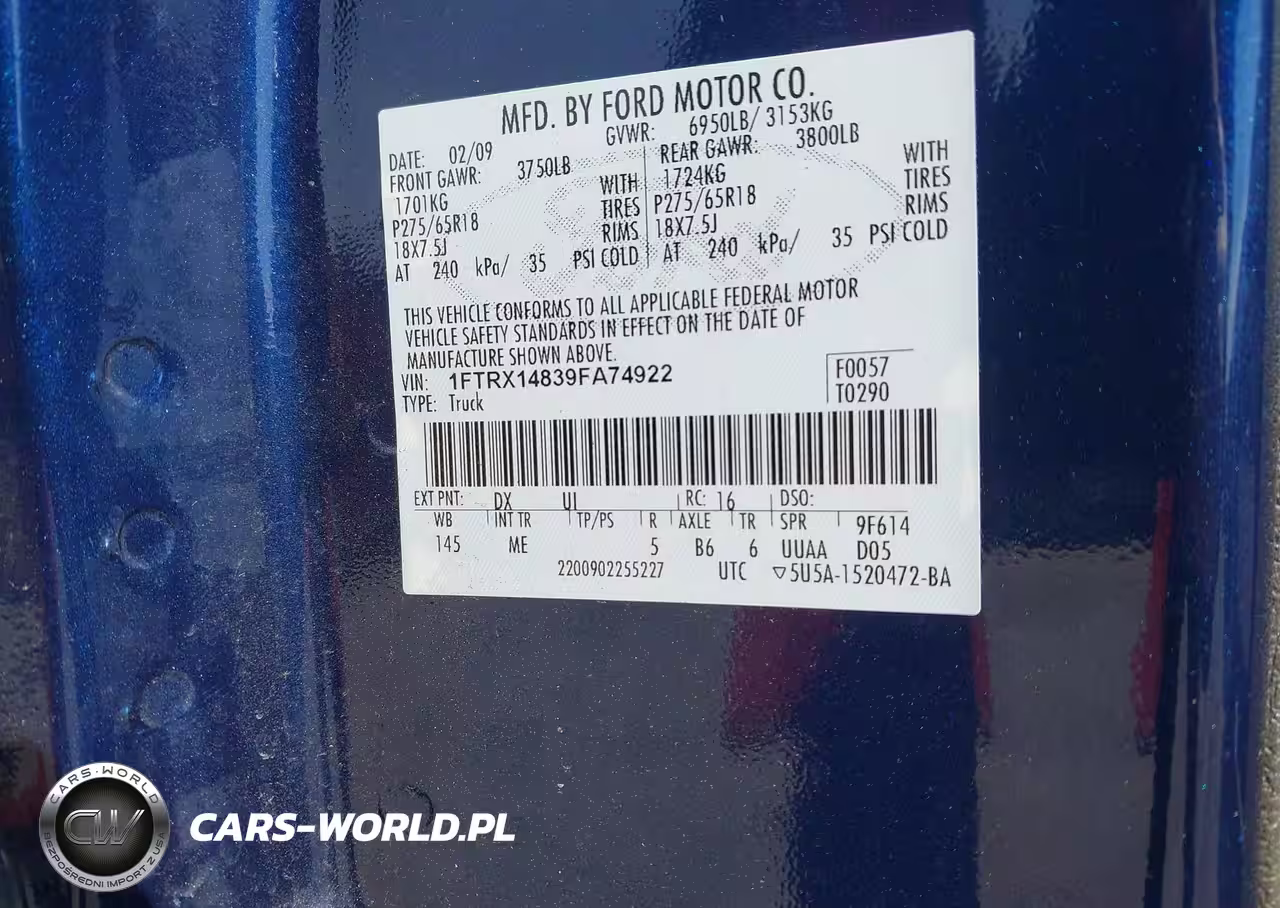 MFD. BY FORD MOTOR CO.
DATE: 02/09 GVWR: 6950LB/ 3153KG
FRONT GAWR: 3750LB REAR GAWR: 3800LB
1701KG WITH 1724KG WITH
P275/65R18 TIRES P275/65R18 TIRES
18X7.5J RIMS 18X7.5J RIMS
AT 240 kPa/ 35 PSI COLD AT 240 kPa/ 35 PSI COLD
THIS VEHICLE CONFORMS TO ALL APPLICABLE FEDERAL MOTOR
VEHICLE SAFETY STANDARDS IN EFFECT ON THE DATE OF
MANUFACTURE SHOWN ABOVE.
VIN: 1FTRX14839FA74922 F0057
TYPE: Truck T0290
EXT PNT: DX UI RC: 16 DSO:
WB INT TR TP/PS R AXLE TR SPR 9F614
145 ME 5 B6 6 UUAA D05
2200902255227 UTC ▽5U5A-1520472-BA
CARS-WORLD
CW
BEZPOŚREDNI IMPORT Z USA
CARS-WORLD.PL